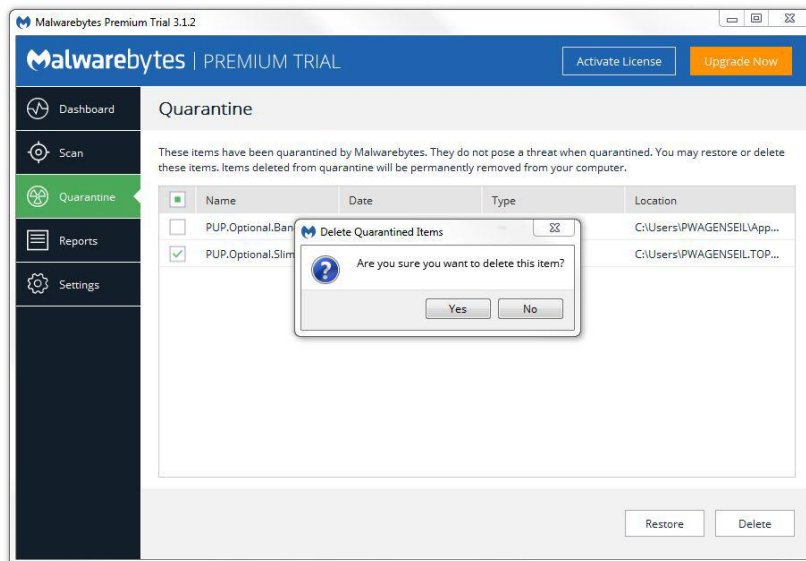 Malwarebytes Premium Trial 3.1.2
Malwarebytes | PREMIUM TRIAL
Activate License
Upgrade Now
Dashboard
Scan
Quarantine
Reports
Settings
Quarantine
These items have been quarantined by Malwarebytes. They do not pose a threat when quarantined. You may restore or delete
these items. Items deleted from quarantine will be permanently removed from your computer.
Name Date Type Location
PUP.Optional.Ban C:\Users\PWAGENSEIL\App...
PUP.Optional.Slim C:\Users\PWAGENSEIL.TOP...
Delete Quarantined Items
Are you sure you want to delete this item?
Yes No
Restore Delete